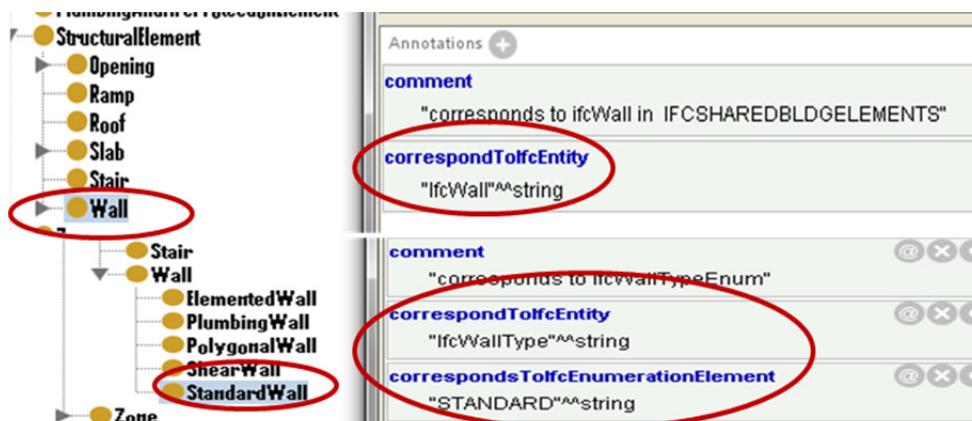 StructuralElement
Opening
Ramp
Roof
Slab
Stair
Wall
Annotations
comment
"corresponds to ifcWall in IFCSHAREDBLDGELEMENTS"
correspondToIfcEntity
"IfcWall"^^string
Stair
Wall
ElementedWall
PlumbingWall
PolygonalWall
ShearWall
StandardWall
Zone
comment
"corresponds to IfcWallTypeEnum"
correspondToIfcEntity
"IfcWallType"^^string
correspondsToIfcEnumerationElement
"STANDARD"^^string